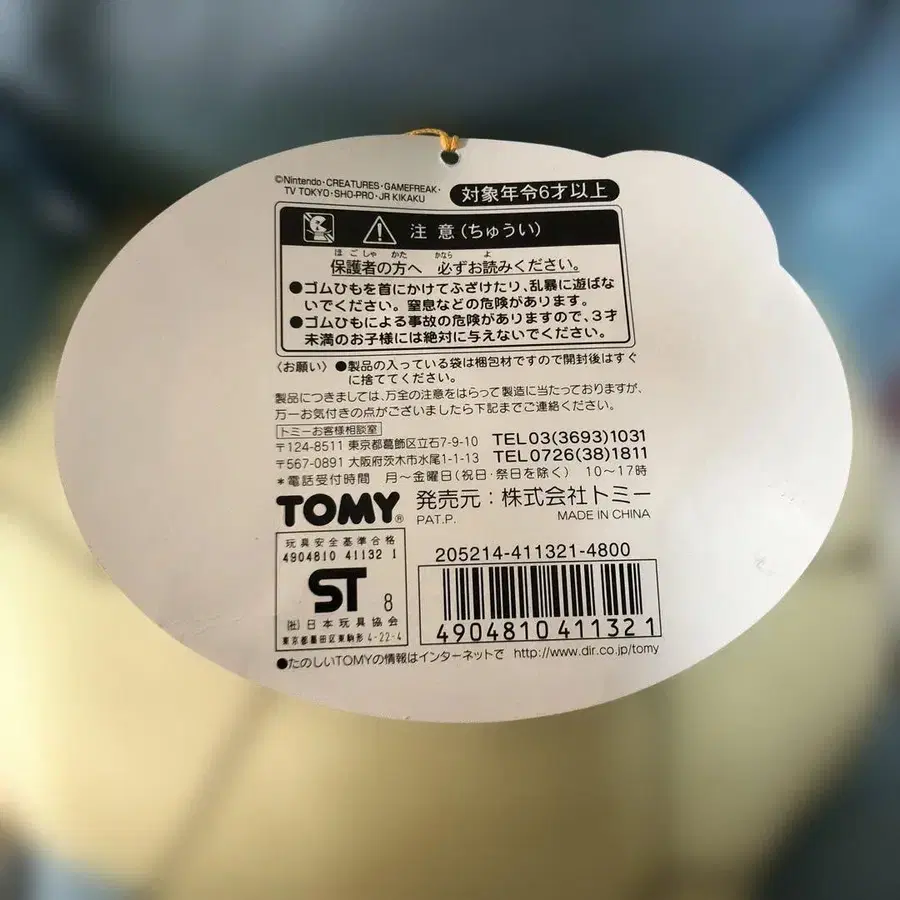 ©Nintendo・CREATURES・GAMEFREAK・
TV TOKYO・SHO-PRO・JR KIKAKU
対象年令6才以上
注意(ちゅうい)
ほごしゃ かた かなら よ
保護者の方へ 必ずお読みください。
●ゴムひもを首にかけてふざけたり、乱暴に遊ばな
いでください。窒息などの危険があります。
●ゴムひもによる事故の危険がありますので、3才
未満のお子様には絶対に与えないでください。
〈お願い〉●製品の入っている袋は梱包材ですので開封後はすぐ
に捨ててください。
製品につきましては、万全の注意をはらって製造に当たっておりますが、
万一お気付きの点がございましたら下記までご連絡ください。
トミーお客様相談室
〒124-8511 東京都葛飾区立石7-9-10 TEL03(3693)1031
〒567-0891 大阪府茨木市水尾1-1-13 TEL0726(38)1811
*電話受付時間 月〜金曜日(祝日・祭日を除く) 10〜17時
TOMY® 発売元:株式会社トミー
PAT.P. MADE IN CHINA
玩具安全基準合格
4904810 41132 1
ST 8
(社)日本玩具協会
東京都墨田区東駒形 4-22-4
205214-411321-4800
4904810 411321
●たのしいTOMYの情報はインターネットで http://www.dir.co.jp/tomy